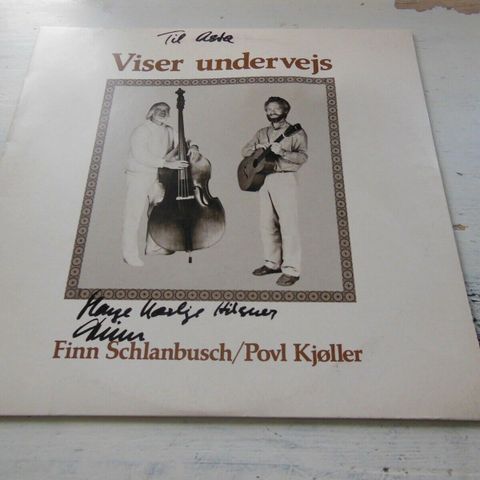 Til Asta
Viser undervejs
Mange Kærlige Hilsner
Finn
Finn Schlanbusch/Povl Kjøller